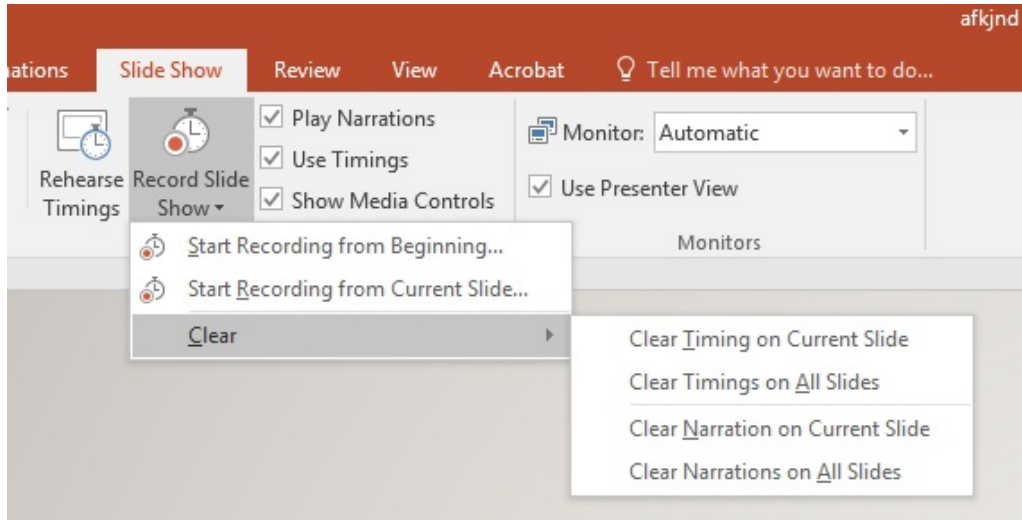 afkjnd
ations Slide Show Review View Acrobat Tell me what you want to do...
Rehearse Timings
Record Slide Show
Play Narrations
Use Timings
Show Media Controls
Monitor: Automatic
Use Presenter View
Monitors
Start Recording from Beginning...
Start Recording from Current Slide...
Clear
Clear Timing on Current Slide
Clear Timings on All Slides
Clear Narration on Current Slide
Clear Narrations on All Slides